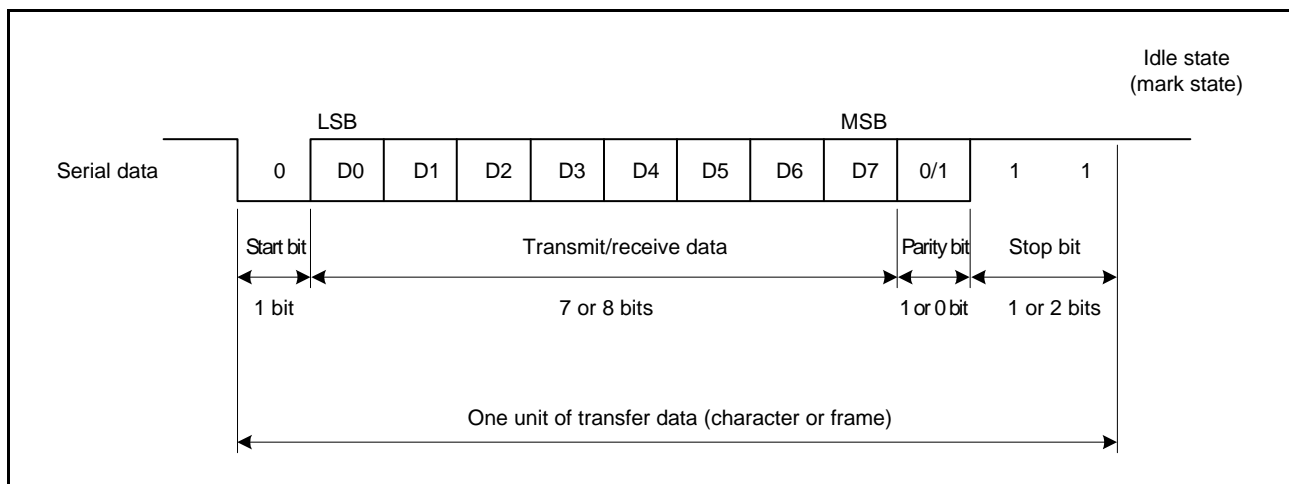 Idle state
(mark state)
LSB MSB
Serial data 0 D0 D1 D2 D3 D4 D5 D6 D7 0/1 1 1
Start bit Transmit/receive data Parity bit Stop bit
1 bit 7 or 8 bits 1 or 0 bit 1 or 2 bits
One unit of transfer data (character or frame)